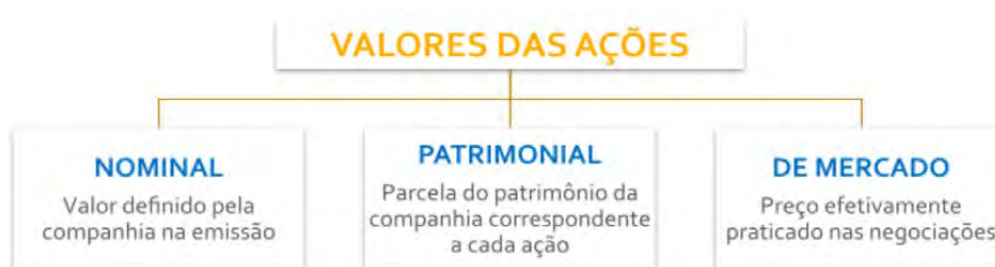 VALORES DAS AÇÕES
NOMINAL
Valor definido pela
companhia na emissão
PATRIMONIAL
Parcela do patrimônio da
companhia correspondente
a cada ação
DE MERCADO
Preço efetivamente
praticado nas negociações